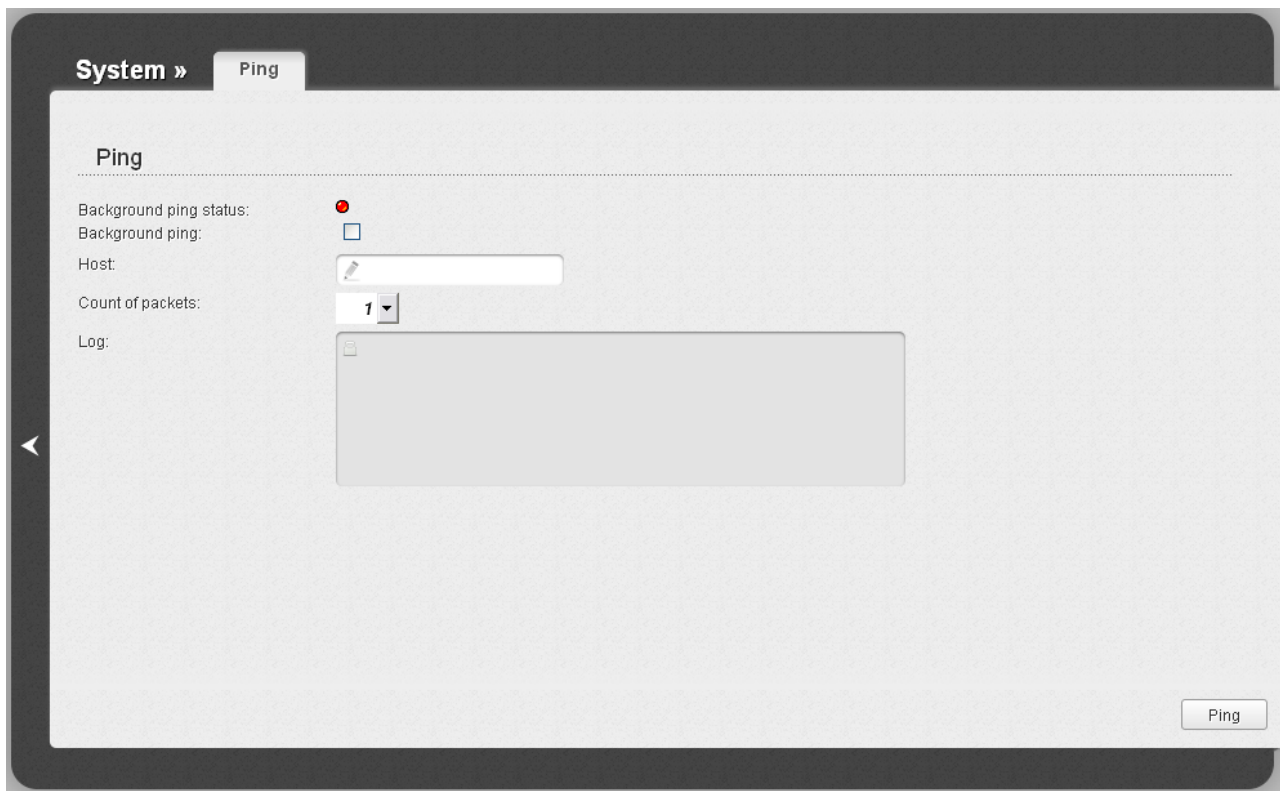 System »
Ping
Ping
Background ping status:
Background ping:
Host:
Count of packets:
1
Log:
Ping